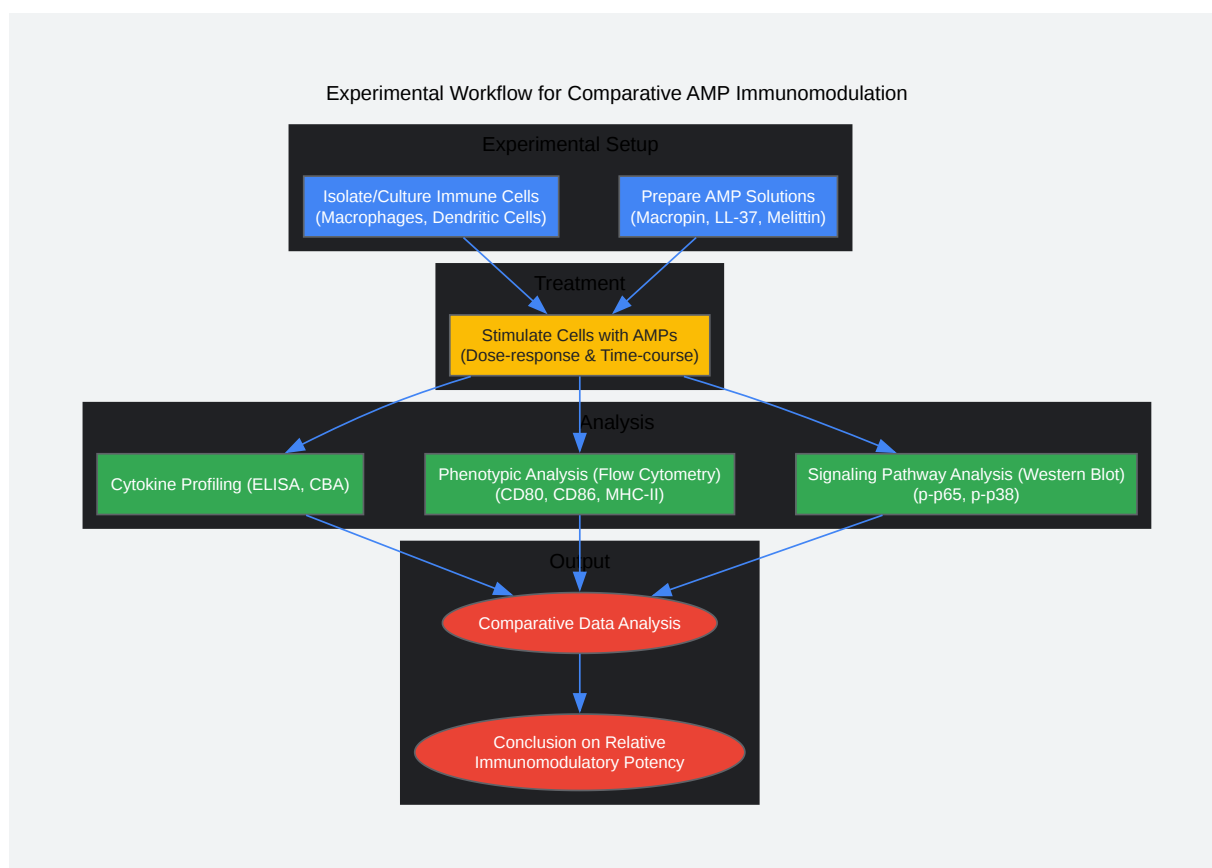 Experimental Workflow for Comparative AMP Immunomodulation
Experimental Setup
Isolate/Culture Immune Cells
(Macrophages, Dendritic Cells)
Prepare AMP Solutions
(Macropin, LL-37, Melittin)
Treatment
Stimulate Cells with AMPs
(Dose-response & Time-course)
Analysis
Cytokine Profiling (ELISA, CBA)
Phenotypic Analysis (Flow Cytometry)
(CD80, CD86, MHC-II)
Signaling Pathway Analysis (Western Blot)
(p-p65, p-p38)
Output
Comparative Data Analysis
Conclusion on Relative
Immunomodulatory Potency